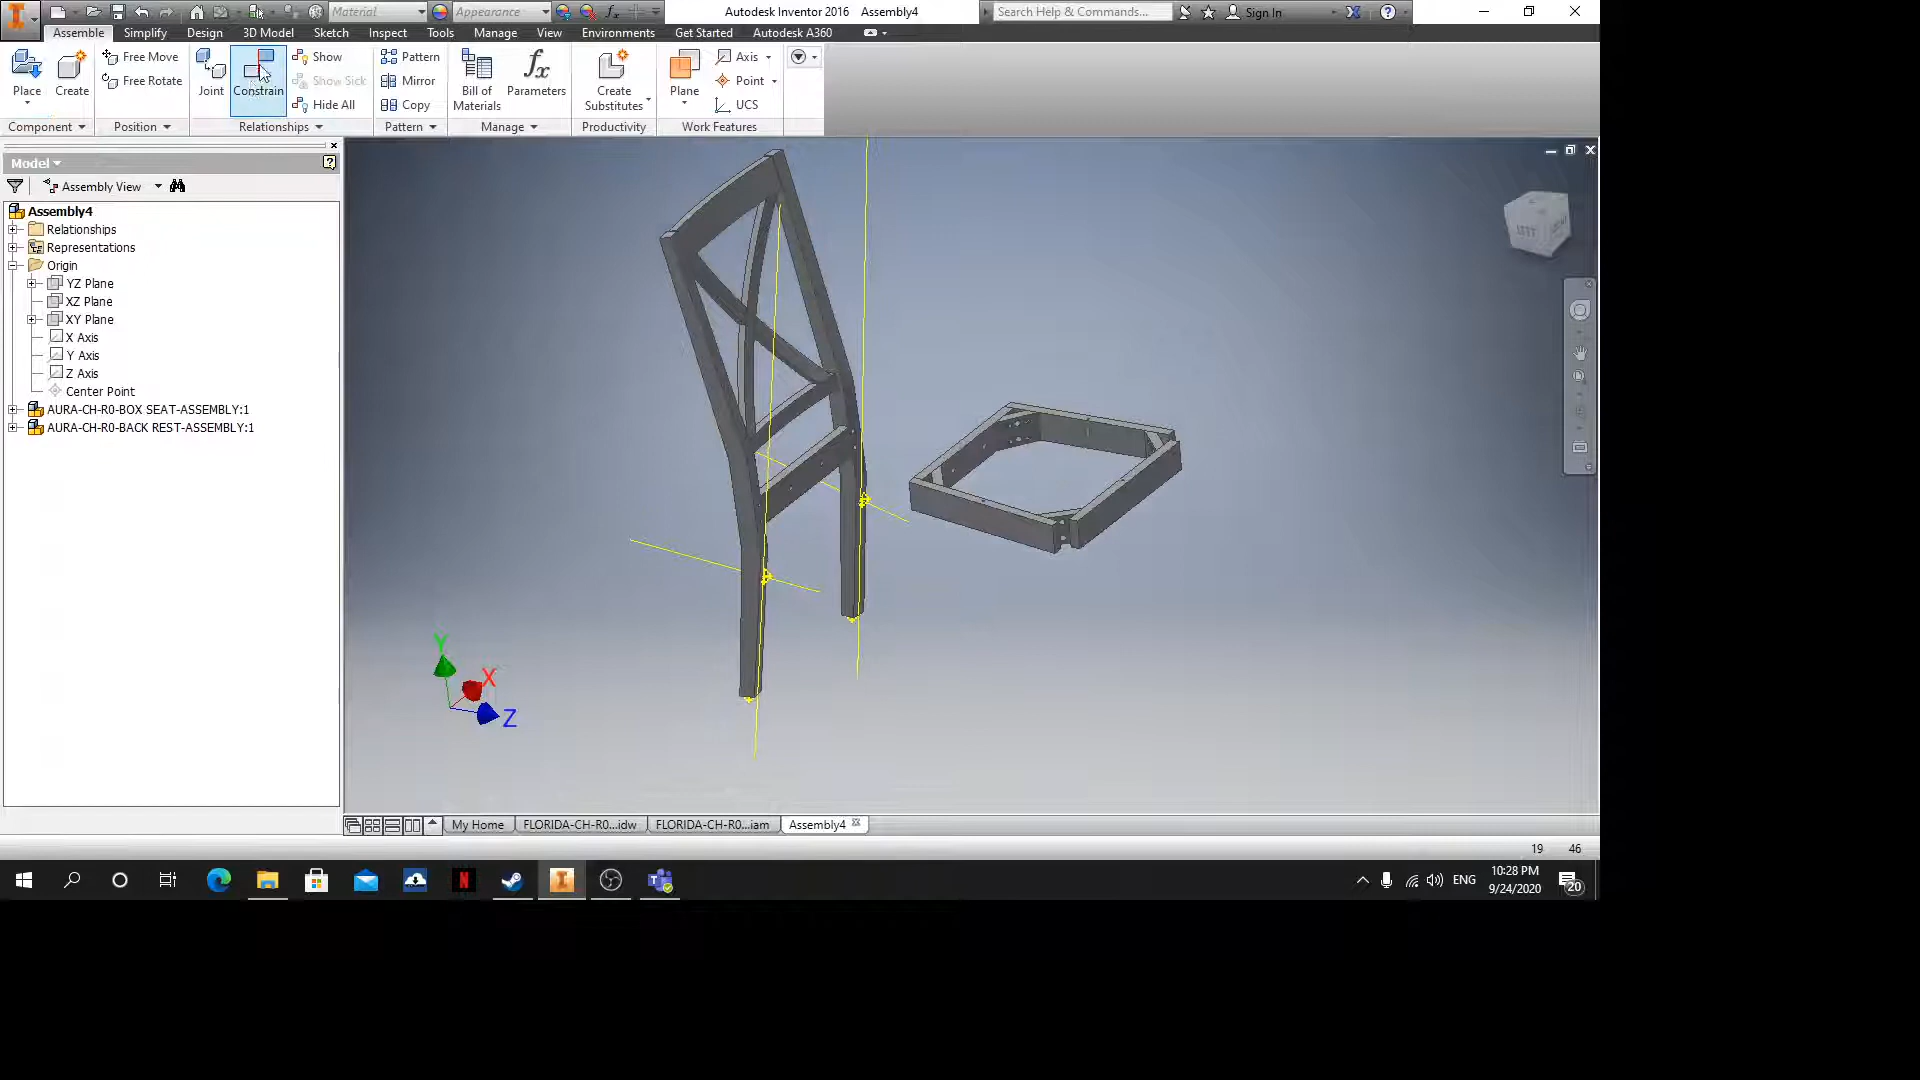 Material
Appearance
Autodesk Inventor 2016 Assembly4
Search Help & Commands...
Sign In
Assemble Simplify Design 3D Model Sketch Inspect Tools Manage View Environments Get Started Autodesk A360
Place
Create
Free Move
Free Rotate
Joint
Constrain
Show
Show Sick
Hide All
Pattern
Mirror
Copy
Bill of
Materials
fx
Parameters
Create
Substitutes
Plane
Axis
Point
UCS
Component Position Relationships Pattern Manage Productivity Work Features
Model
Assembly View
Assembly4
Relationships
Representations
Origin
YZ Plane
XZ Plane
XY Plane
X Axis
Y Axis
Z Axis
Center Point
AURA-CH-R0-BOX SEAT-ASSEMBLY:1
AURA-CH-R0-BACK REST-ASSEMBLY:1
LEFT
Y
X
Z
My Home FLORIDA-CH-R0...idw FLORIDA-CH-R0...iam Assembly4
19 46
ENG
10:28 PM
9/24/2020
20